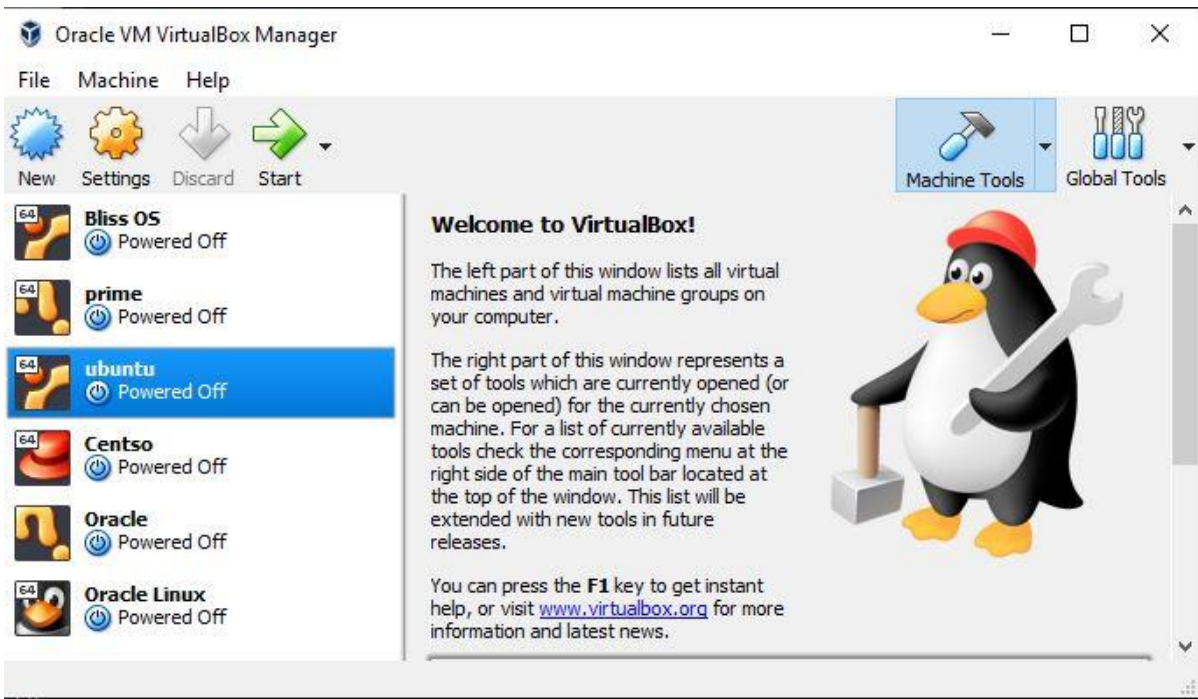 Oracle VM VirtualBox Manager
File Machine Help
New Settings Discard Start Machine Tools Global Tools
64 Bliss OS
Powered Off
64 prime
Powered Off
64 ubuntu
Powered Off
64 Centso
Powered Off
Oracle
Powered Off
64 Oracle Linux
Powered Off
Welcome to VirtualBox!
The left part of this window lists all virtual
machines and virtual machine groups on
your computer.
The right part of this window represents a
set of tools which are currently opened (or
can be opened) for the currently chosen
machine. For a list of currently available
tools check the corresponding menu at the
right side of the main tool bar located at
the top of the window. This list will be
extended with new tools in future
releases.
You can press the F1 key to get instant
help, or visit www.virtualbox.org for more
information and latest news.